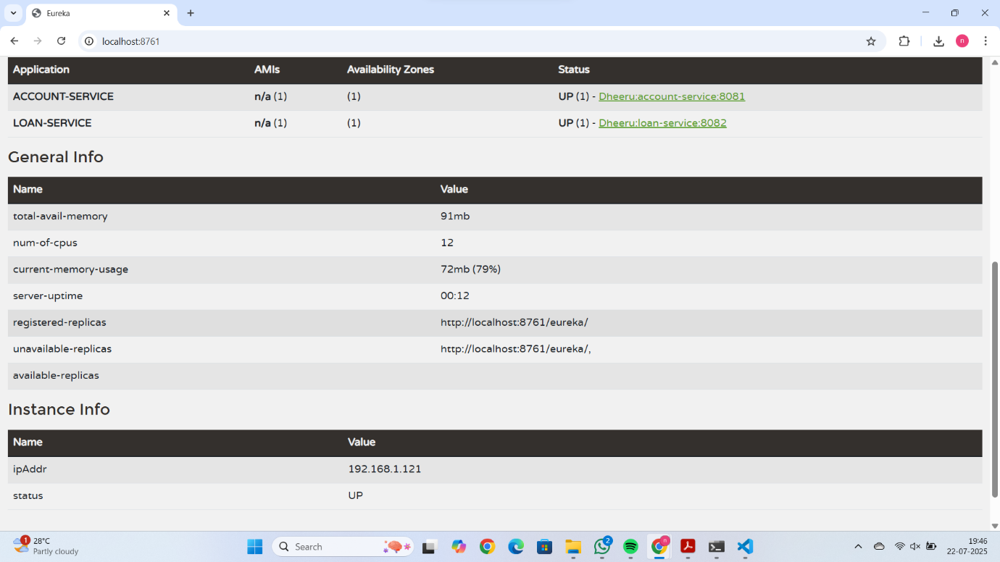 Eureka
localhost:8761
n
Application AMIs Availability Zones Status
ACCOUNT-SERVICE n/a (1) (1) UP (1) - Dheeru:account-service:8081
LOAN-SERVICE n/a (1) (1) UP (1) - Dheeru:loan-service:8082
General Info
Name Value
total-avail-memory 91mb
num-of-cpus 12
current-memory-usage 72mb (79%)
server-uptime 00:12
registered-replicas http://localhost:8761/eureka/
unavailable-replicas http://localhost:8761/eureka/,
available-replicas
Instance Info
Name Value
ipAddr 192.168.1.121
status UP
1
28°C
Partly cloudy
Search
2
n
19:46
22-07-2025